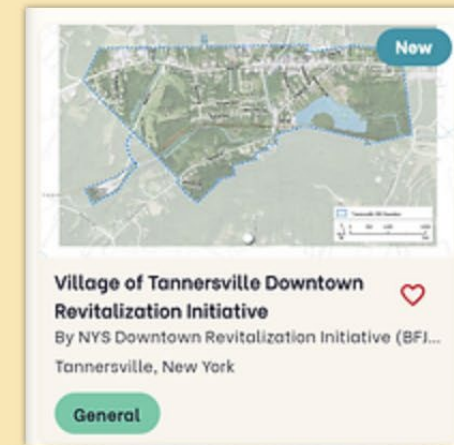 New
Village of Tannersville Downtown
Revitalization Initiative
By NYS Downtown Revitalization Initiative (BFJ...
Tannersville, New York
General